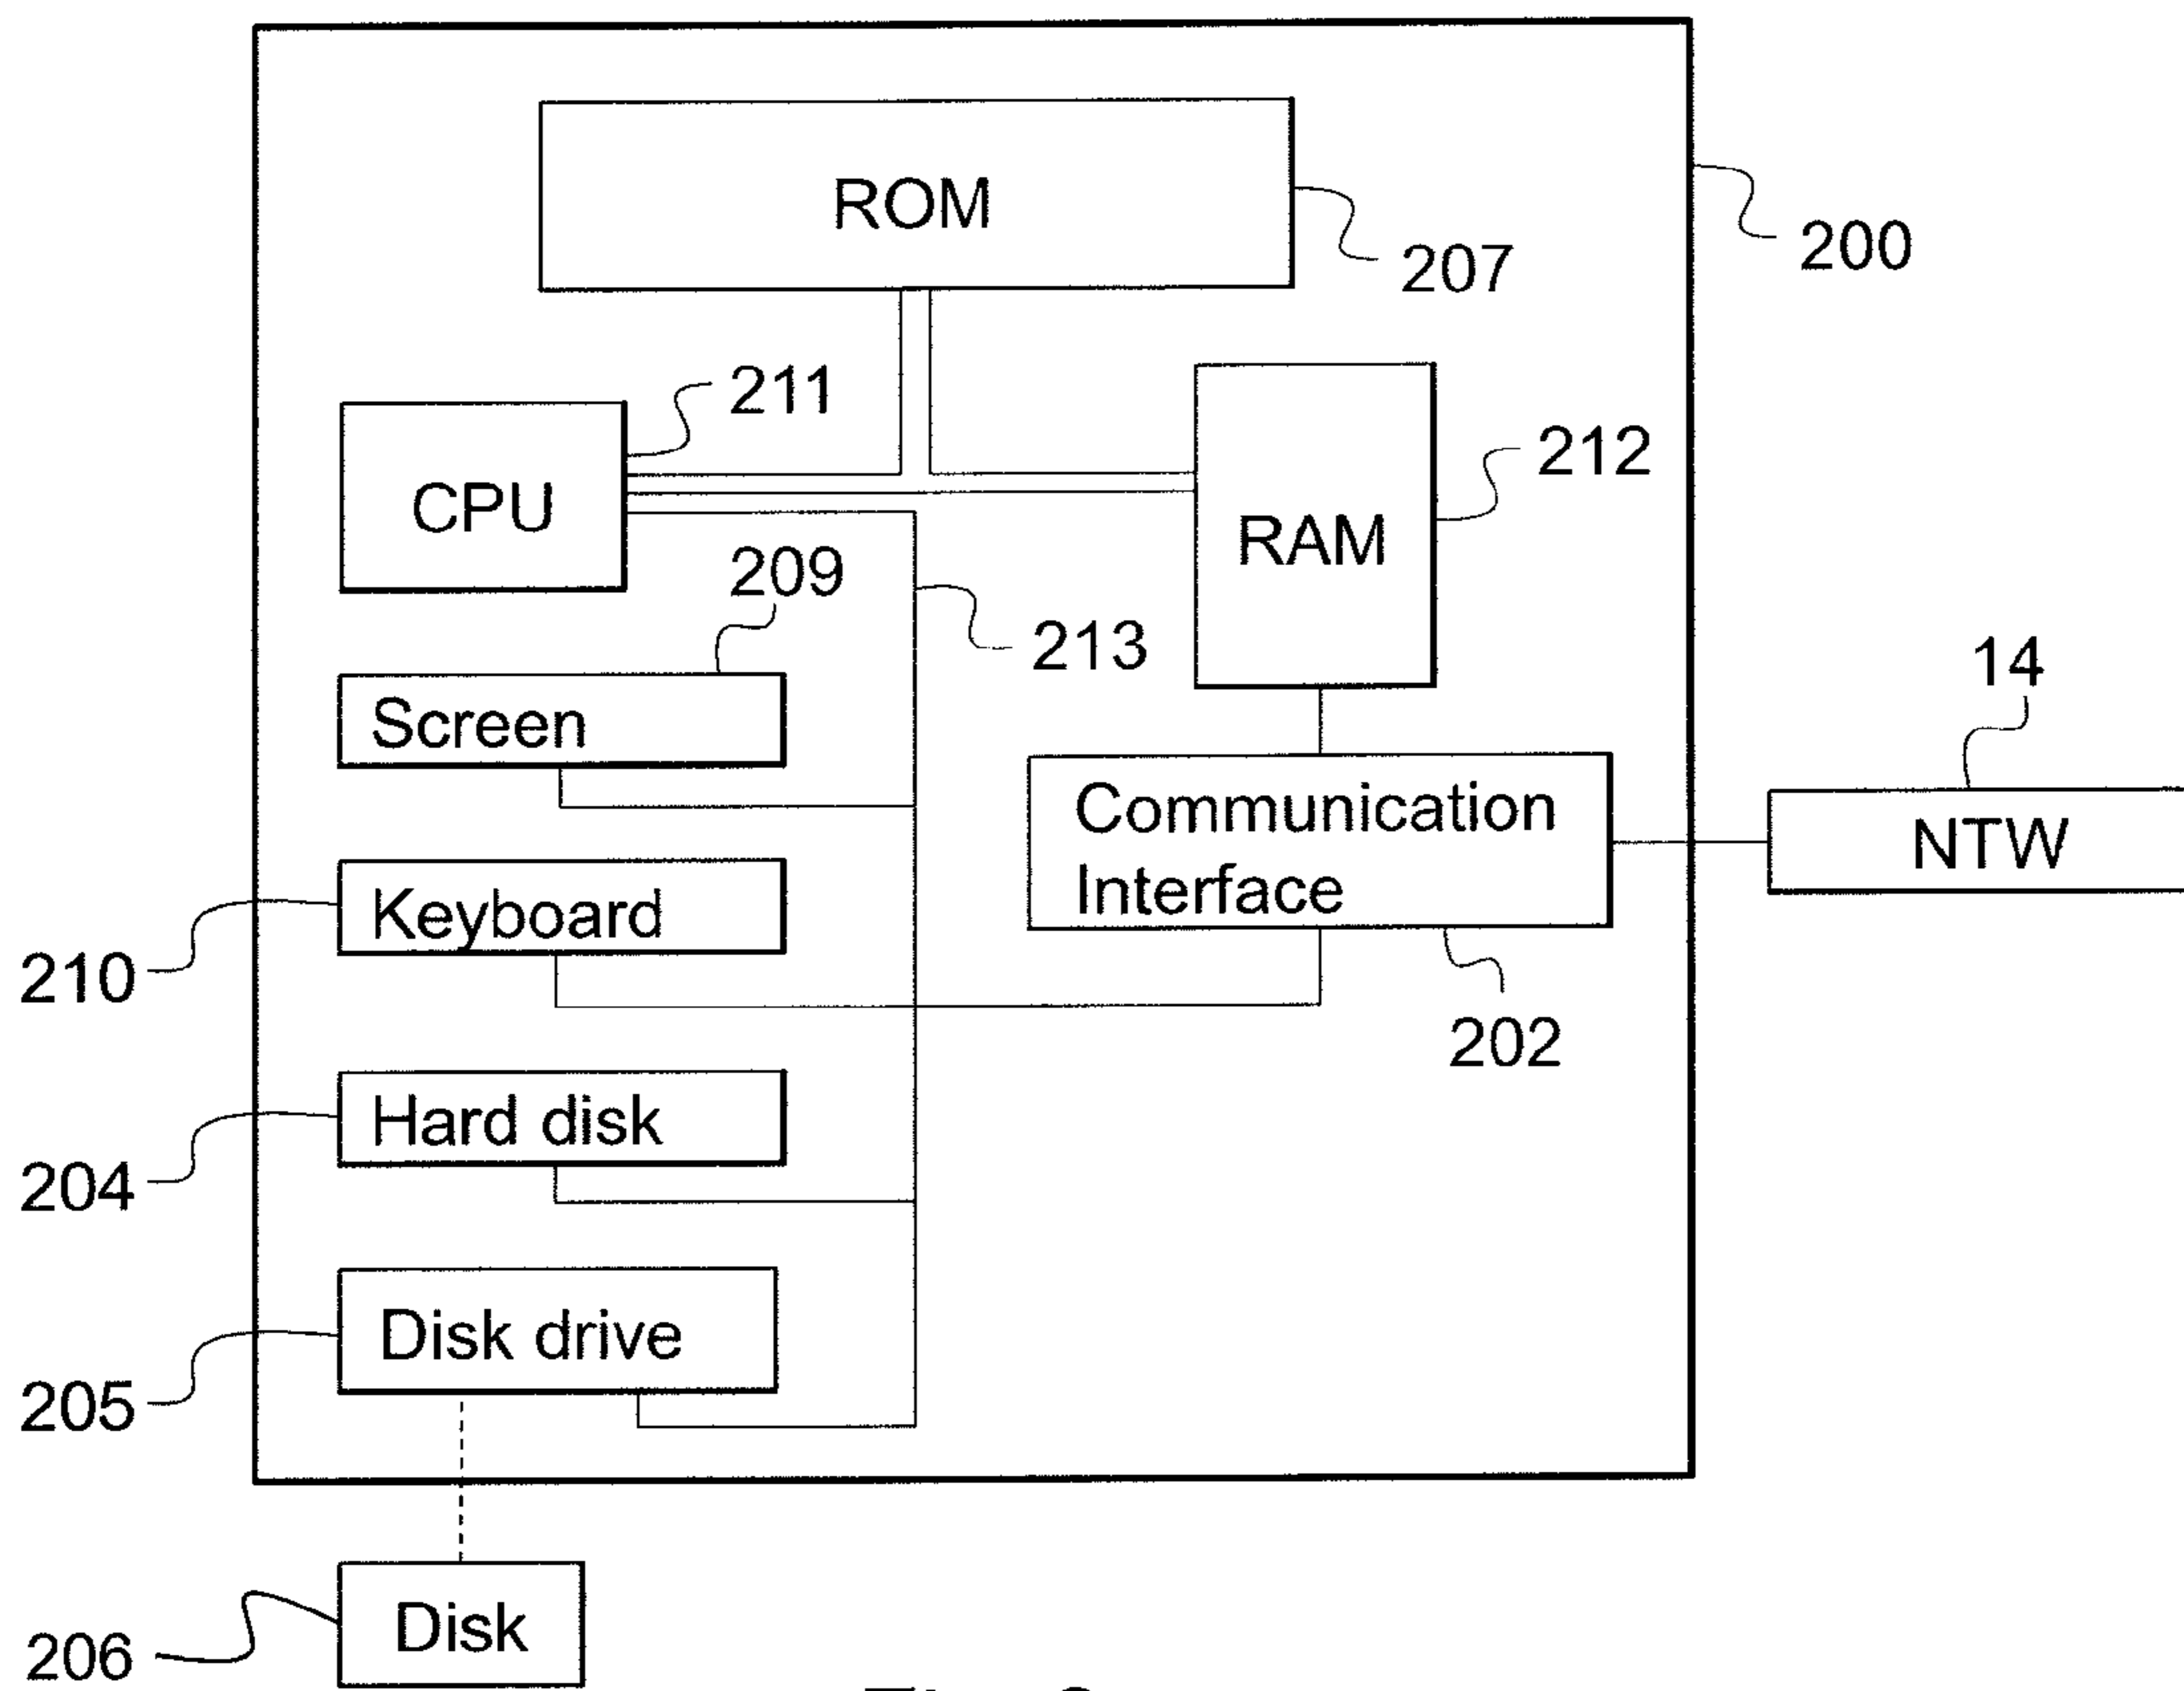 ROM
200
207
211
212
CPU
RAM
209
213
14
Screen
Communication
Interface
NTW
Keyboard
210
202
Hard disk
204
Disk drive
205
Disk
206